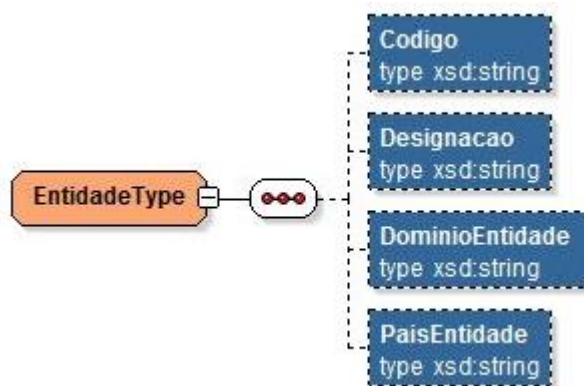 Codigo
type xsd:string
Designacao
type xsd:string
EntidadeType
DominioEntidade
type xsd:string
PaisEntidade
type xsd:string